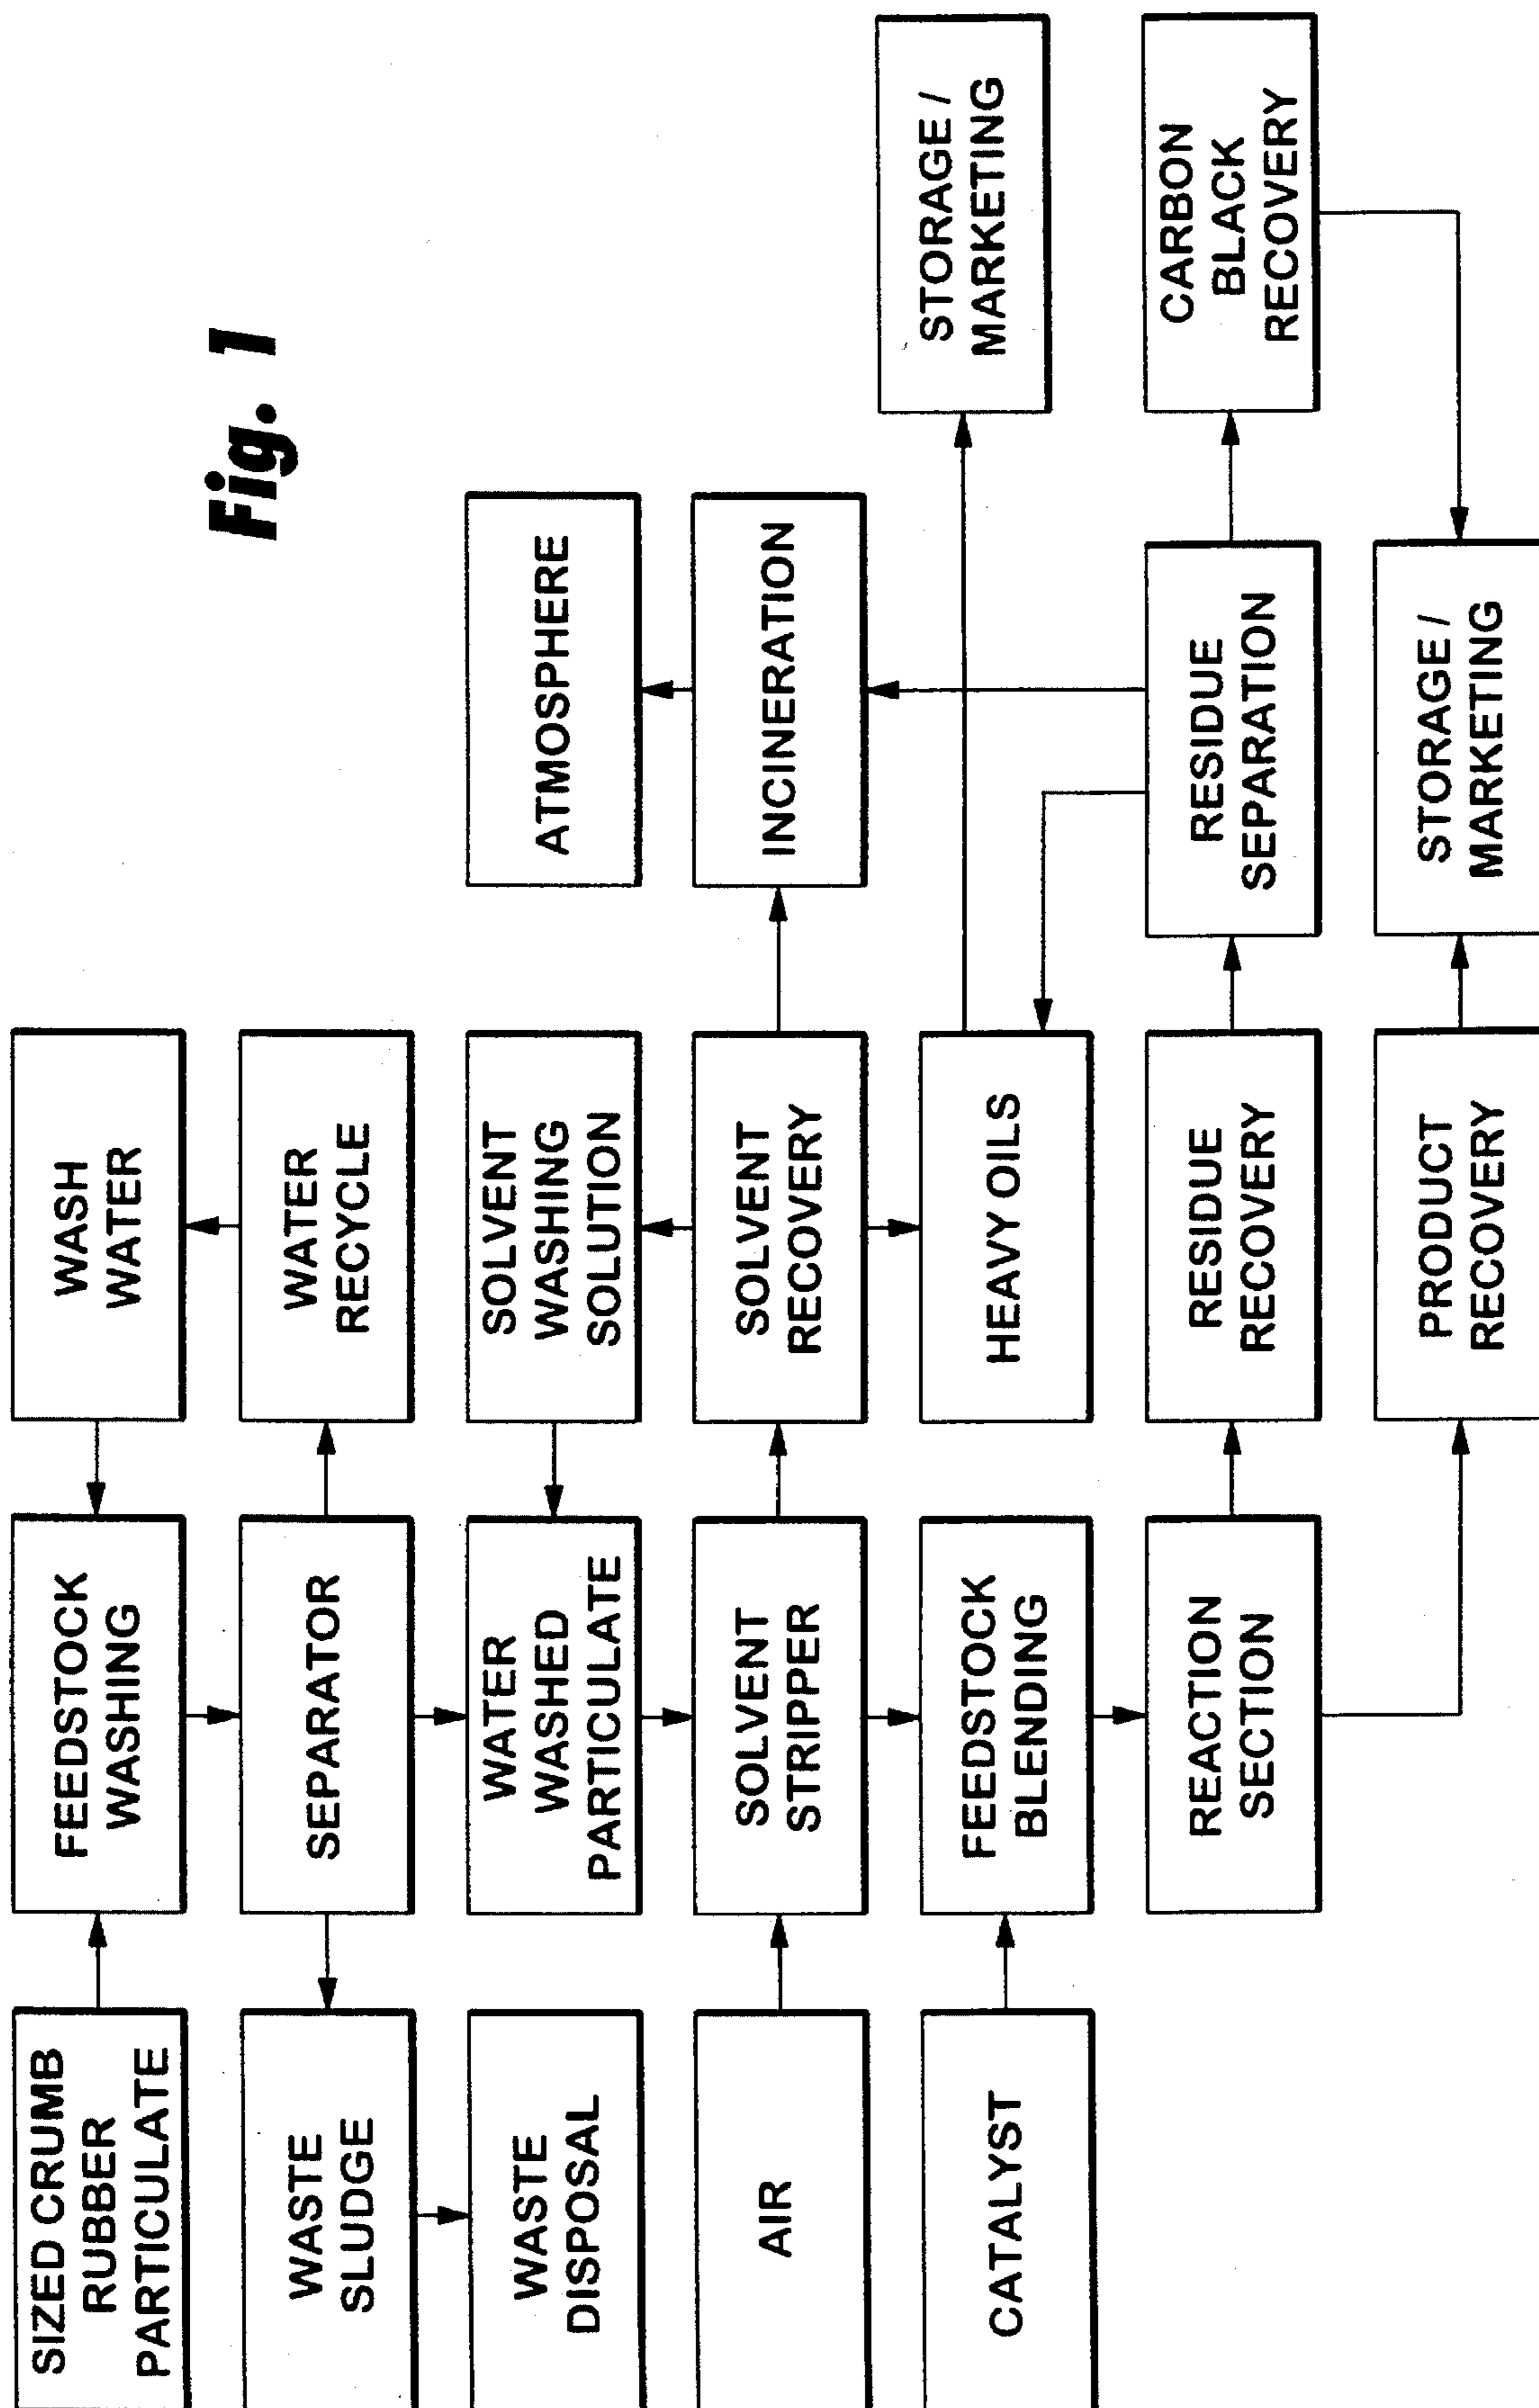 Fig. 1
SIZED CRUMB
RUBBER
PARTICULATE
FEEDSTOCK
WASHING
WASH
WATER
WASTE
SLUDGE
SEPARATOR
WATER
RECYCLE
WASTE
DISPOSAL
WATER
WASHED
PARTICULATE
SOLVENT
WASHING
SOLUTION
ATMOSPHERE
AIR
SOLVENT
STRIPPER
SOLVENT
RECOVERY
INCINERATION
CATALYST
FEEDSTOCK
BLENDING
HEAVY OILS
STORAGE /
MARKETING
REACTION
SECTION
RESIDUE
RECOVERY
RESIDUE
SEPARATION
CARBON
BLACK
RECOVERY
PRODUCT
RECOVERY
STORAGE /
MARKETING